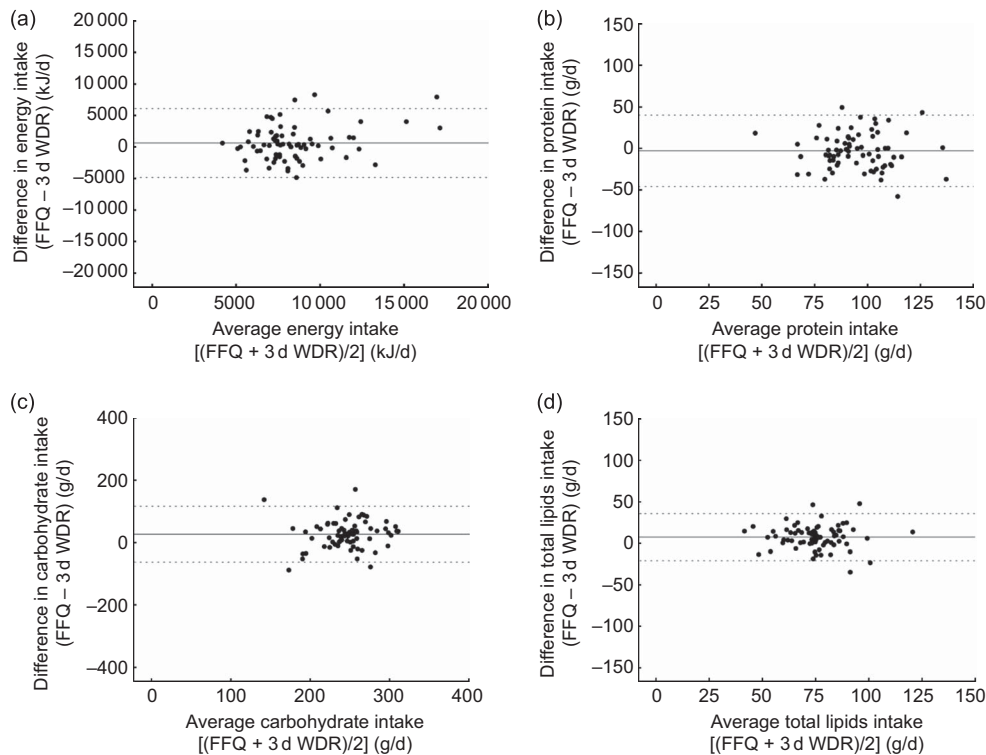 (a)
20 000
15 000
10 000
5000
0
–5000
–10 000
–15 000
–20 000
Difference in energy intake
(FFQ – 3 d WDR) (kJ/d)
0
5000
10 000
15 000
20 000
Average energy intake
[(FFQ + 3 d WDR)/2] (kJ/d)
(b)
150
100
50
0
–50
–100
–150
Difference in protein intake
(FFQ – 3 d WDR) (g/d)
0
25
50
75
100
125
150
Average protein intake
[(FFQ + 3 d WDR)/2] (g/d)
(c)
400
200
0
–200
–400
Difference in carbohydrate intake
(FFQ – 3 d WDR) (g/d)
0
100
200
300
400
Average carbohydrate intake
[(FFQ + 3 d WDR)/2] (g/d)
(d)
150
100
50
0
–50
–100
–150
Difference in total lipids intake
(FFQ – 3 d WDR) (g/d)
0
25
50
75
100
125
150
Average total lipids intake
[(FFQ + 3 d WDR)/2] (g/d)